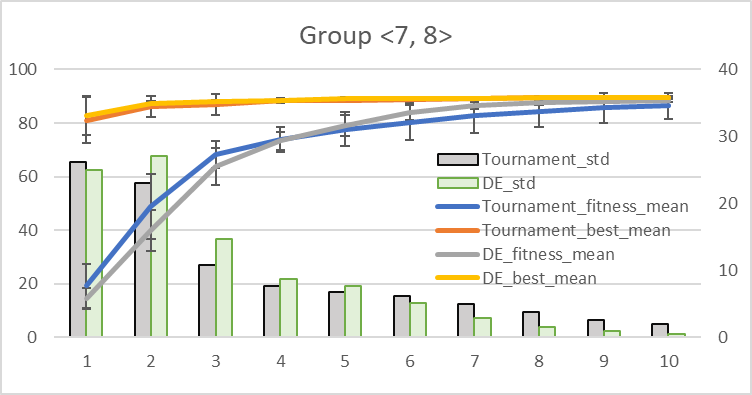 Group <7, 8>
100
80
60
40
20
0
40
30
20
10
0
Tournament_std
DE_std
Tournament_fitness_mean
Tournament_best_mean
DE_fitness_mean
DE_best_mean
1 2 3 4 5 6 7 8 9 10